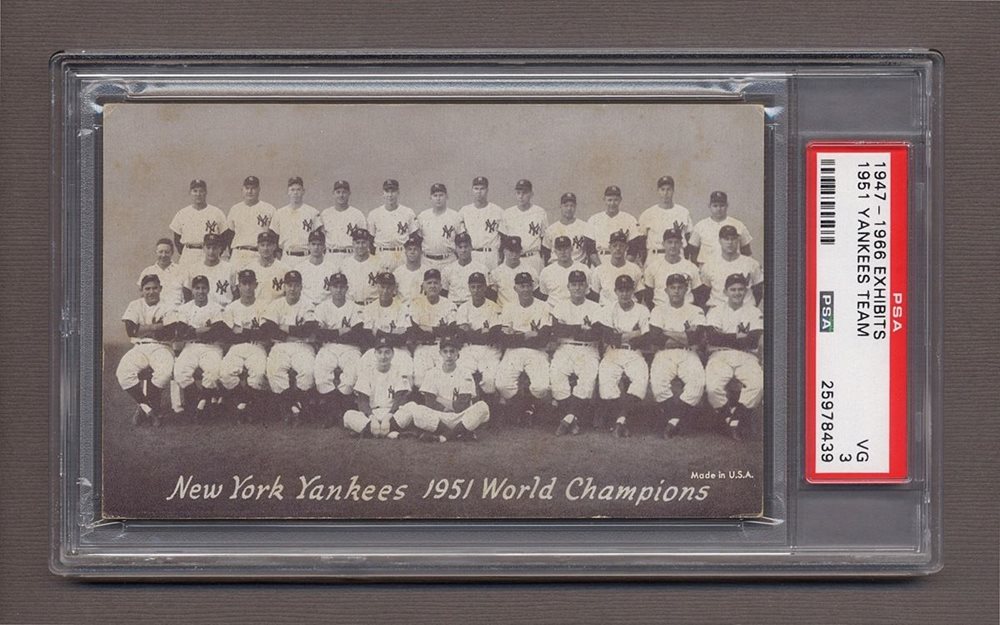 Made in U.S.A.
New York Yankees 1951 World Champions
PSA
1947 - 1966 EXHIBITS
1951 YANKEES TEAM
VG
3
PSA
25978439